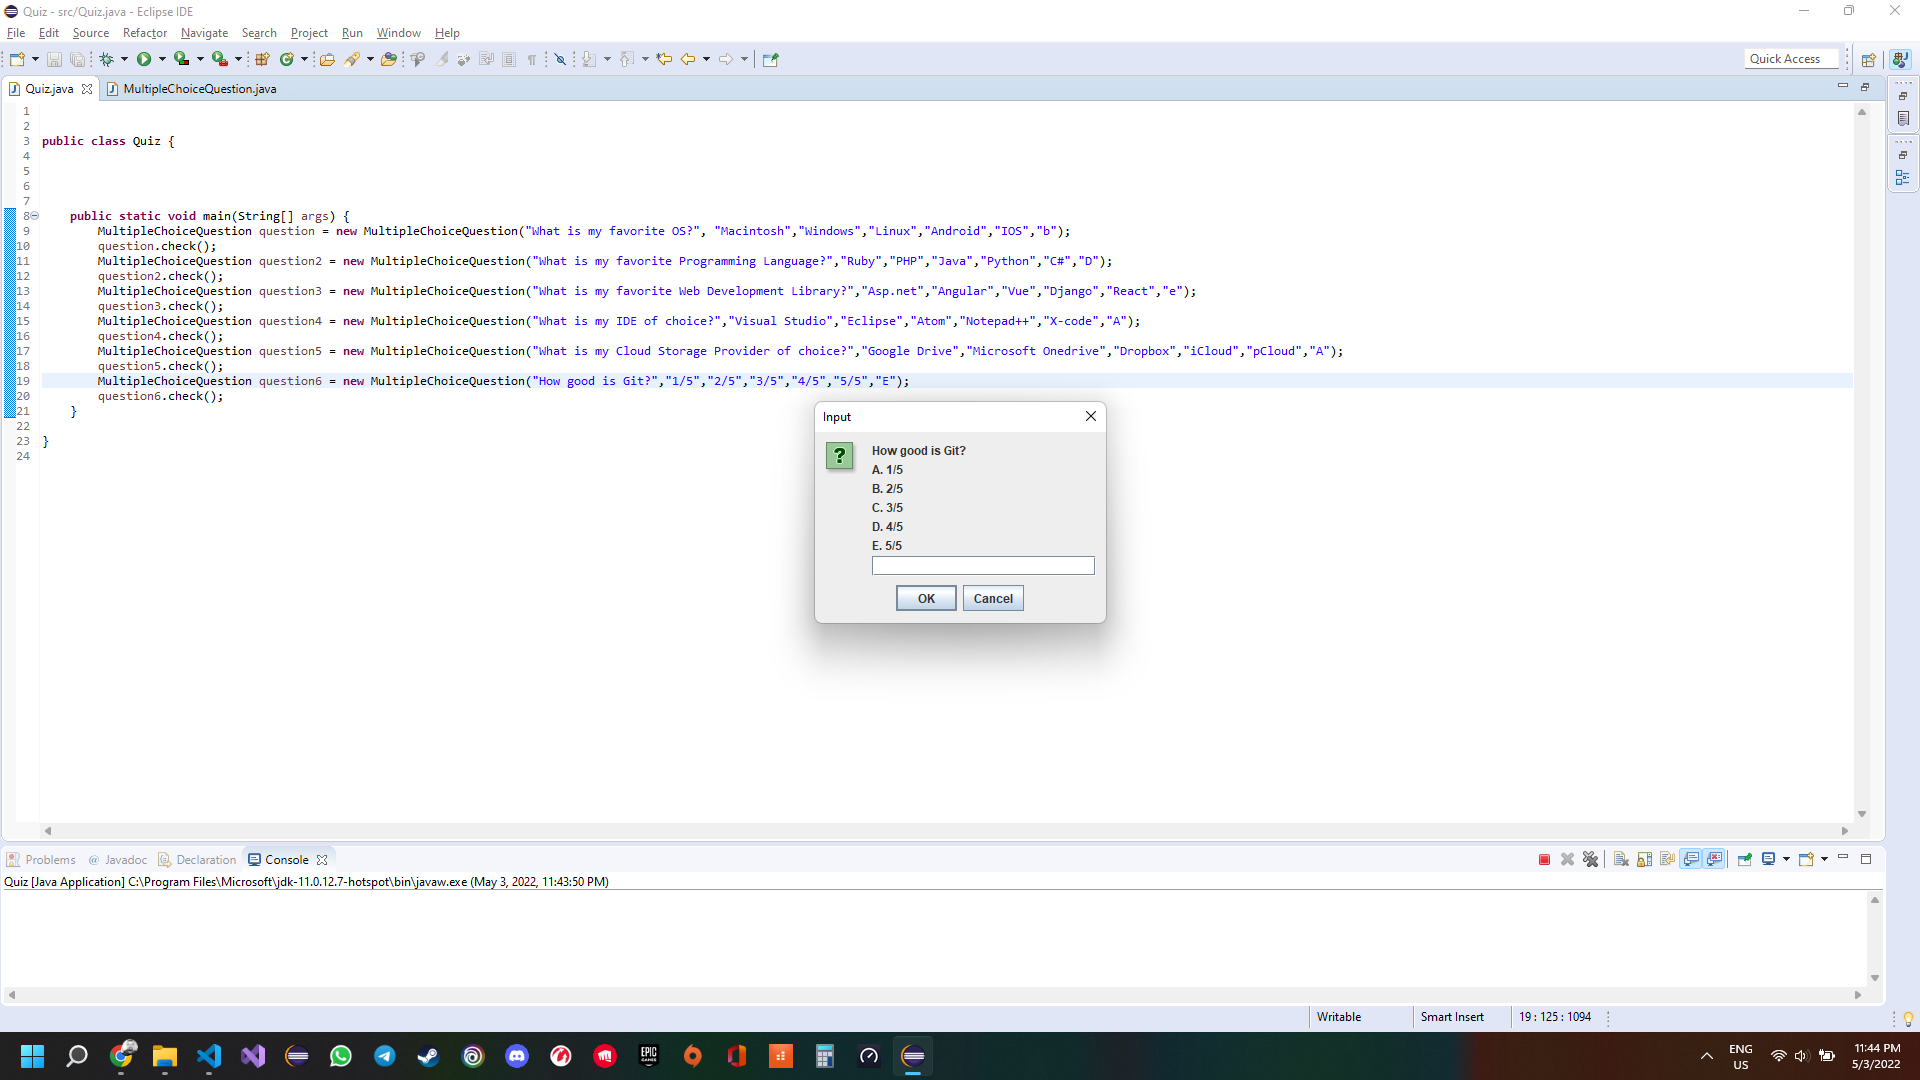 Quiz - src/Quiz.java - Eclipse IDE
File Edit Source Refactor Navigate Search Project Run Window Help
Quick Access
Quiz.java MultipleChoiceQuestion.java
1
2
3 public class Quiz {
4
5
6
7
8 public static void main(String[] args) {
9 MultipleChoiceQuestion question = new MultipleChoiceQuestion("What is my favorite OS?", "Macintosh","Windows","Linux","Android","IOS","b");
10 question.check();
11 MultipleChoiceQuestion question2 = new MultipleChoiceQuestion("What is my favorite Programming Language?","Ruby","PHP","Java","Python","C#","D");
12 question2.check();
13 MultipleChoiceQuestion question3 = new MultipleChoiceQuestion("What is my favorite Web Development Library?","Asp.net","Angular","Vue","Django","React","e");
14 question3.check();
15 MultipleChoiceQuestion question4 = new MultipleChoiceQuestion("What is my IDE of choice?","Visual Studio","Eclipse","Atom","Notepad++","X-code","A");
16 question4.check();
17 MultipleChoiceQuestion question5 = new MultipleChoiceQuestion("What is my Cloud Storage Provider of choice?","Google Drive","Microsoft Onedrive","Dropbox","iCloud","pCloud","A");
18 question5.check();
19 MultipleChoiceQuestion question6 = new MultipleChoiceQuestion("How good is Git?","1/5","2/5","3/5","4/5","5/5","E");
20 question6.check();
21 }
22
23 }
24
Input
How good is Git?
A. 1/5
B. 2/5
C. 3/5
D. 4/5
E. 5/5
OK Cancel
Problems @ Javadoc Declaration Console
Quiz [Java Application] C:\Program Files\Microsoft\jdk-11.0.12.7-hotspot\bin\javaw.exe (May 3, 2022, 11:43:50 PM)
Writable Smart Insert 19 : 125 : 1094
EPIC GAMES
ENG
US
11:44 PM
5/3/2022